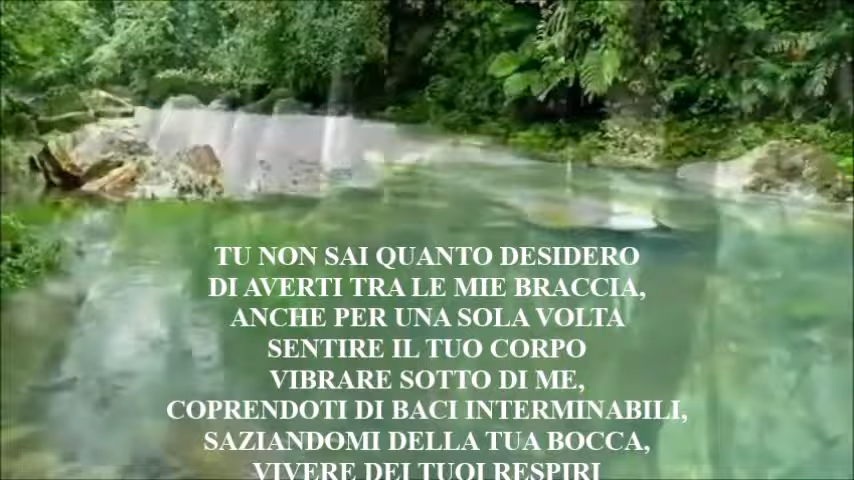 TU NON SAI QUANTO DESIDERO
DI AVERTI TRA LE MIE BRACCIA,
ANCHE PER UNA SOLA VOLTA
SENTIRE IL TUO CORPO
VIBRARE SOTTO DI ME,
COPRENDOTI DI BACI INTERMINABILI,
SAZIANDOMI DELLA TUA BOCCA,
VIVERE DEI TUOI RESPIRI